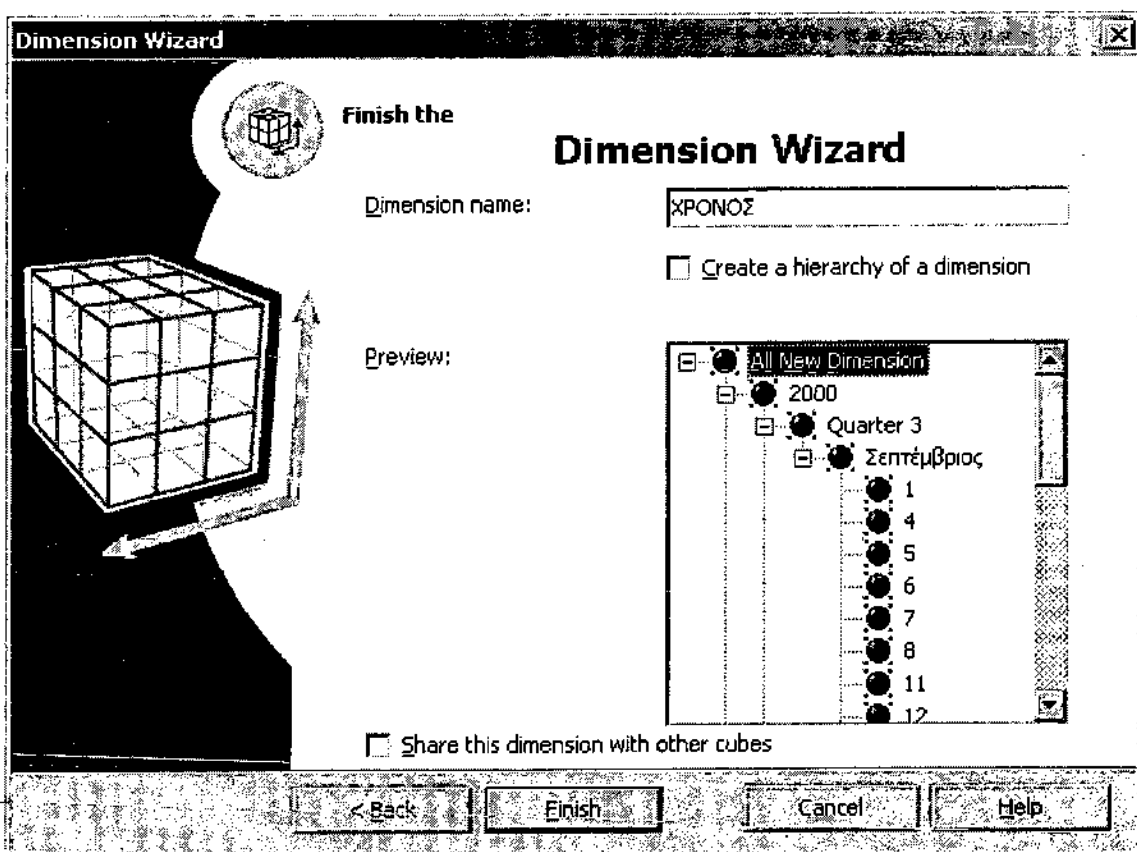 Dimension Wizard
Finish the
Dimension Wizard
Dimension name:
ΧΡΟΝΟΣ
Create a hierarchy of a dimension
Preview:
All New Dimension
2000
Quarter 3
Σεπτέμβριος
1
4
5
6
7
8
11
12
Share this dimension with other cubes
< Back
Finish
Cancel
Help